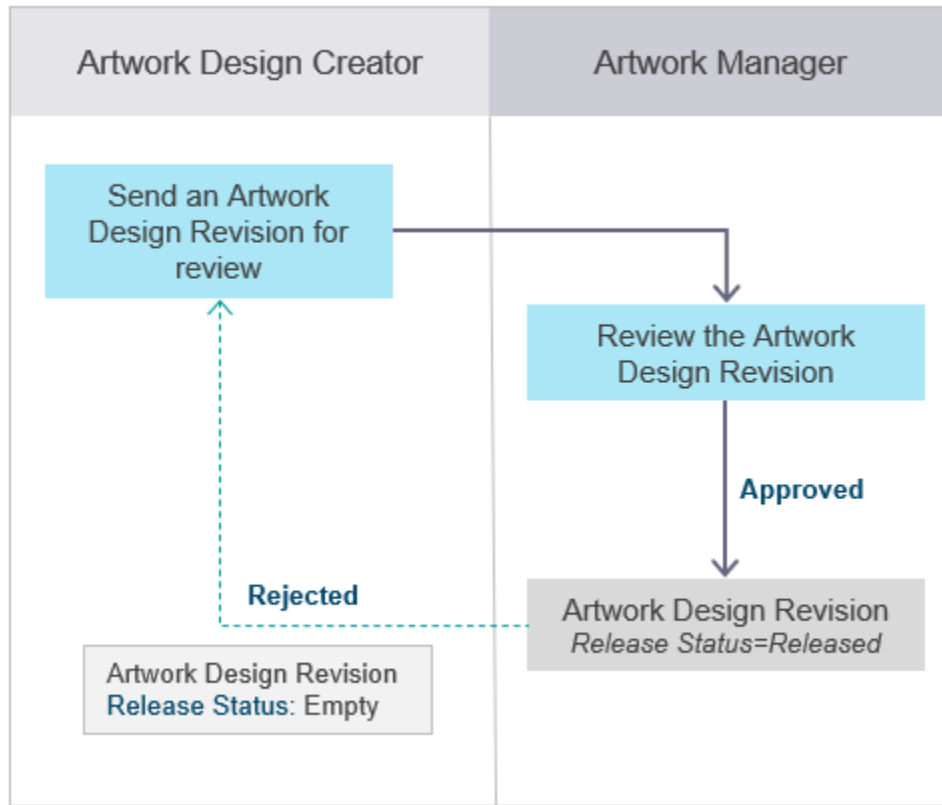 Artwork Design Creator
Artwork Manager
Send an Artwork
Design Revision for
review
Review the Artwork
Design Revision
Approved
Rejected
Artwork Design Revision
Release Status=Released
Artwork Design Revision
Release Status: Empty